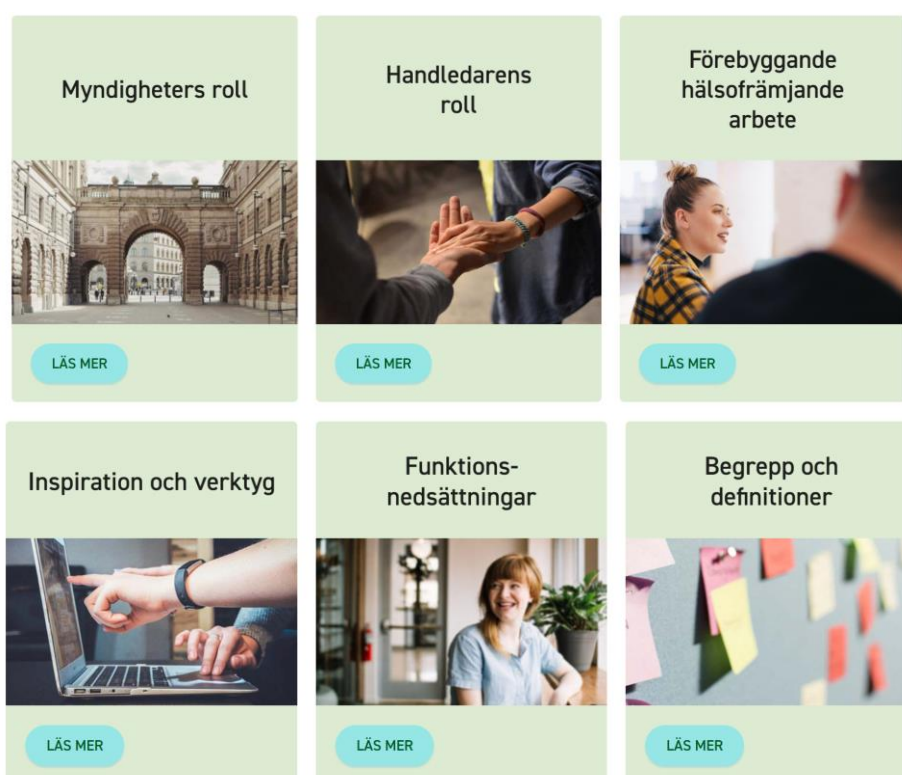 Myndigheters roll
Handledarens
roll
Förebyggande
hälsofrämjande
arbete
LÄS MER
LÄS MER
LÄS MER
Inspiration och verktyg
Funktions-
nedsättningar
Begrepp och
definitioner
LÄS MER
LÄS MER
LÄS MER